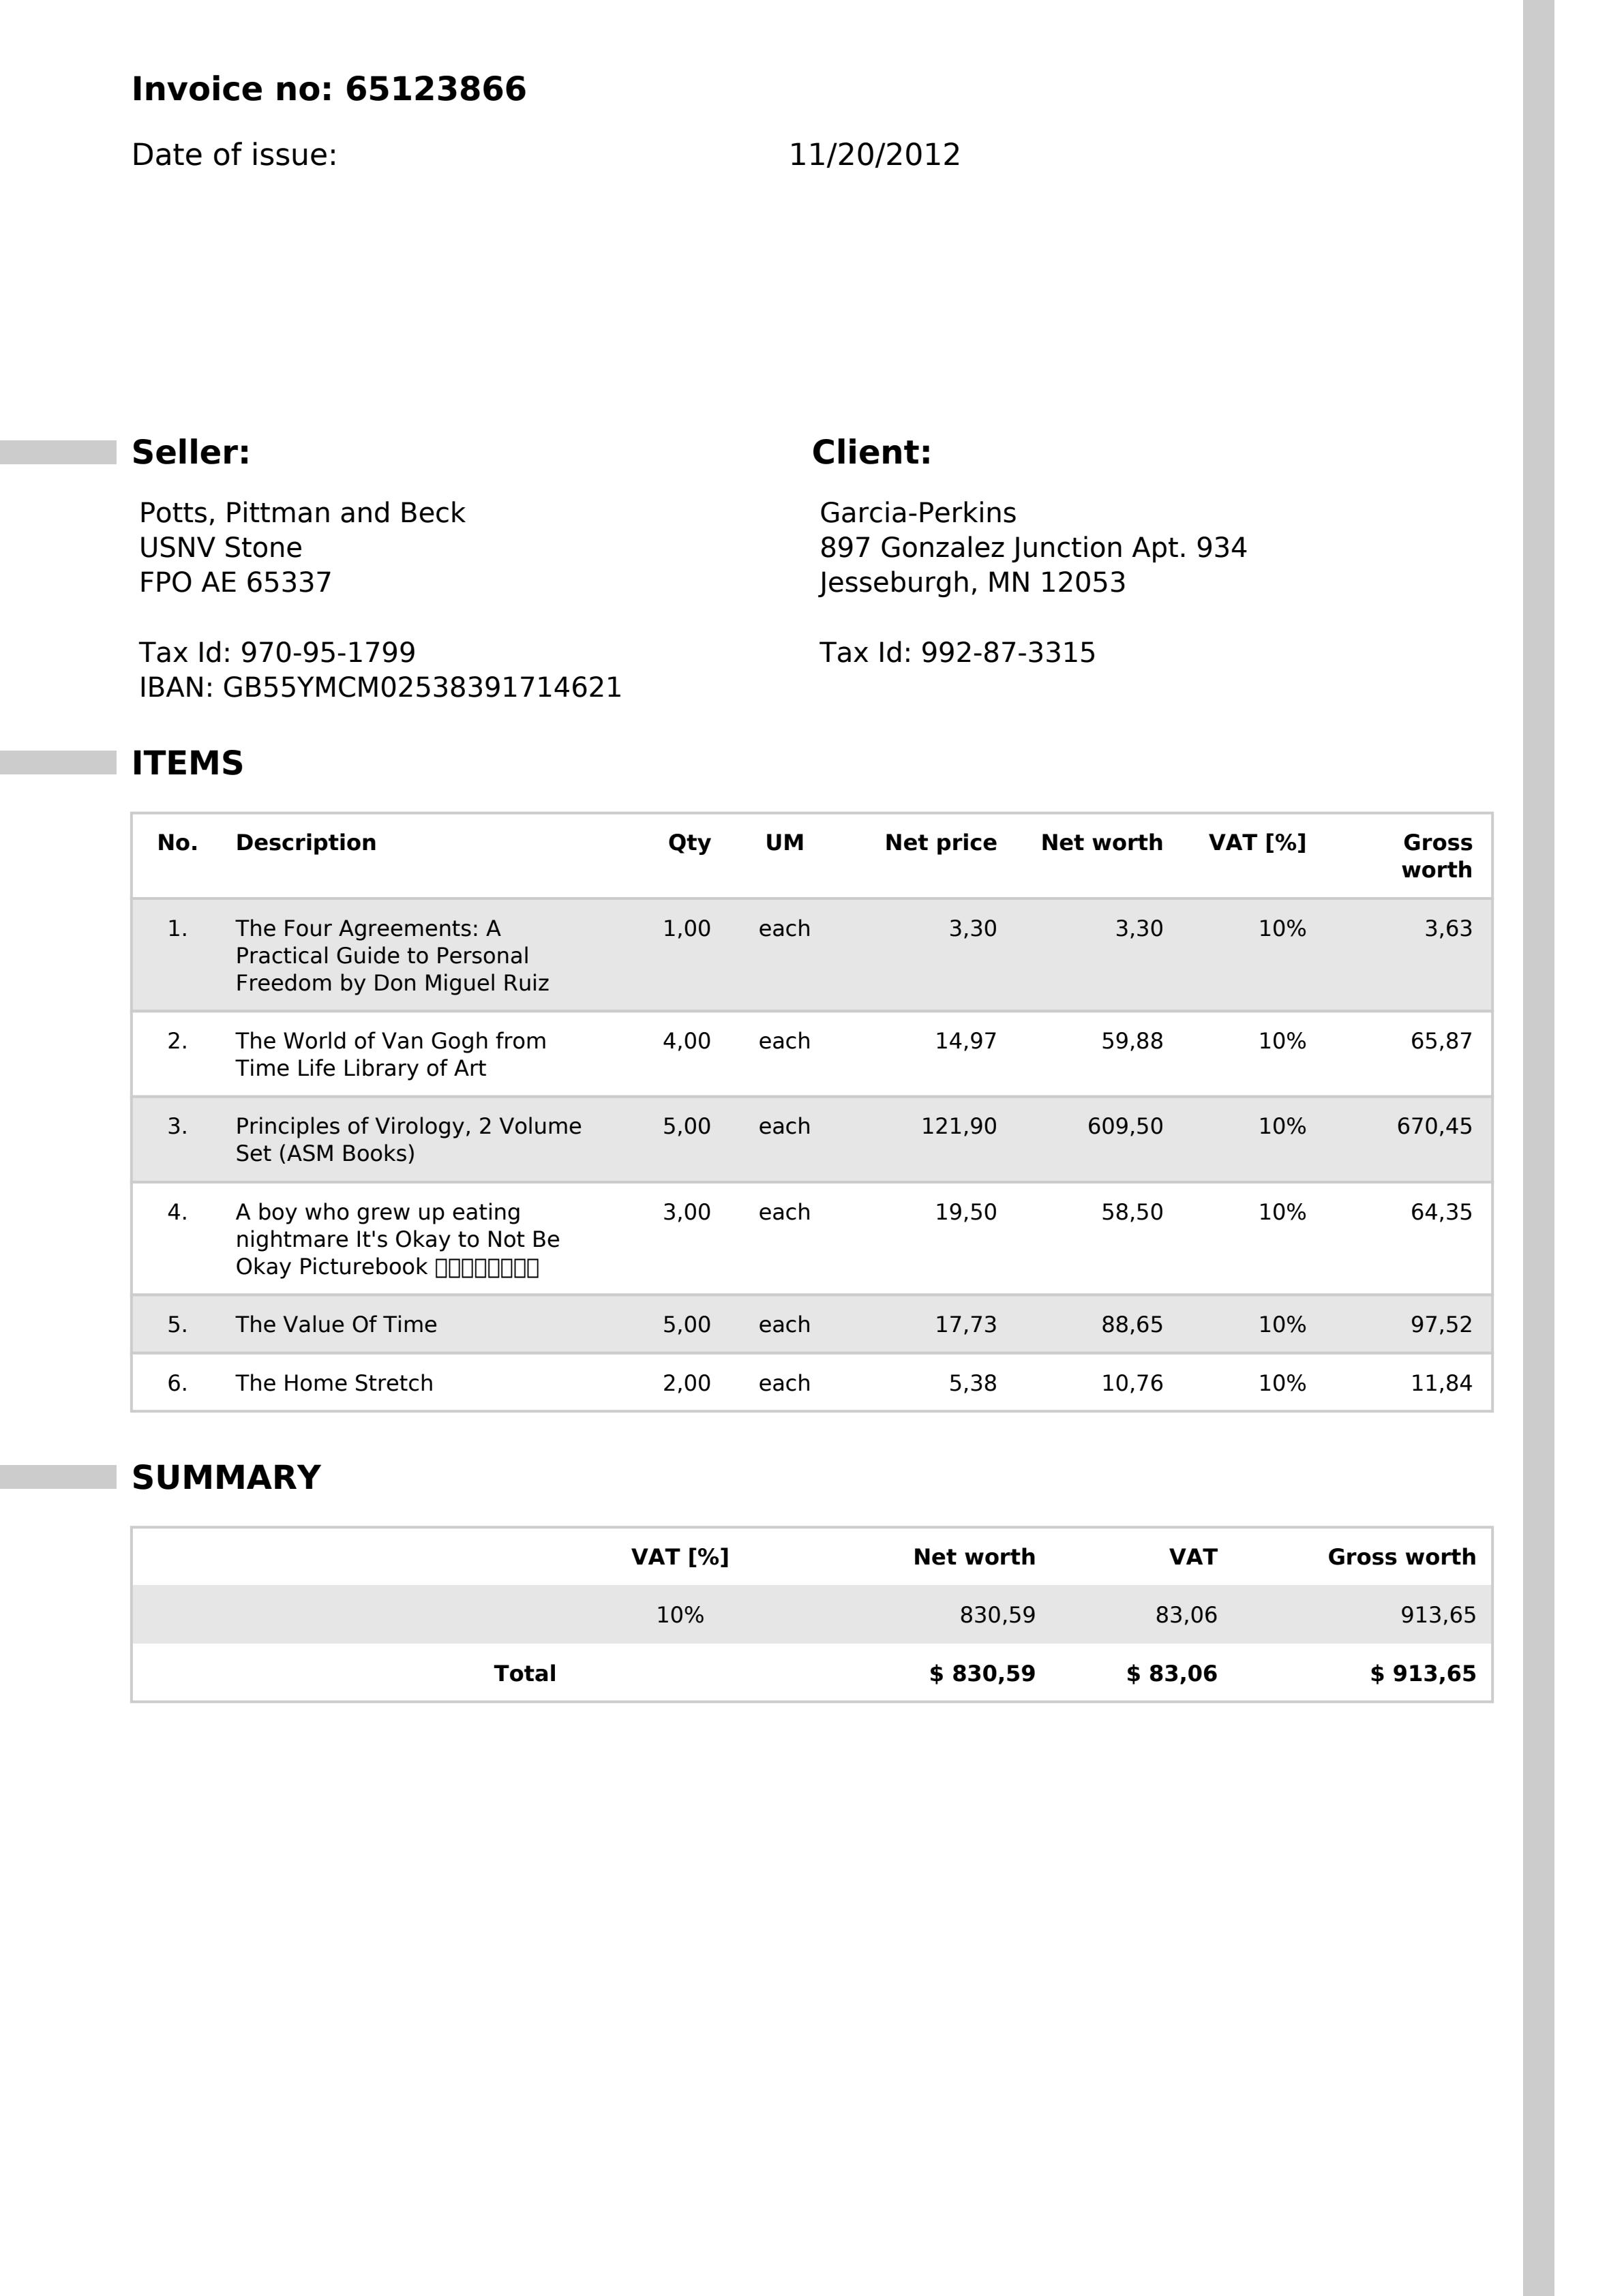 Invoice no: 65123866
Date of issue: 11/20/2012
Seller:
Potts, Pittman and Beck
USNV Stone
FPO AE 65337
Tax Id: 970-95-1799
IBAN: GB55YMCM02538391714621
Client:
Garcia-Perkins
897 Gonzalez Junction Apt. 934
Jesseburgh, MN 12053
Tax Id: 992-87-3315
ITEMS
No. Description Qty UM Net price Net worth VAT [%] Gross
worth
1. The Four Agreements: A 1,00 each 3,30 3,30 10% 3,63
Practical Guide to Personal
Freedom by Don Miguel Ruiz
2. The World of Van Gogh from 4,00 each 14,97 59,88 10% 65,87
Time Life Library of Art
3. Principles of Virology, 2 Volume 5,00 each 121,90 609,50 10% 670,45
Set (ASM Books)
4. A boy who grew up eating 3,00 each 19,50 58,50 10% 64,35
nightmare It's Okay to Not Be
Okay Picturebook
5. The Value Of Time 5,00 each 17,73 88,65 10% 97,52
6. The Home Stretch 2,00 each 5,38 10,76 10% 11,84
SUMMARY
VAT [%] Net worth VAT Gross worth
10% 830,59 83,06 913,65
Total $ 830,59 $ 83,06 $ 913,65